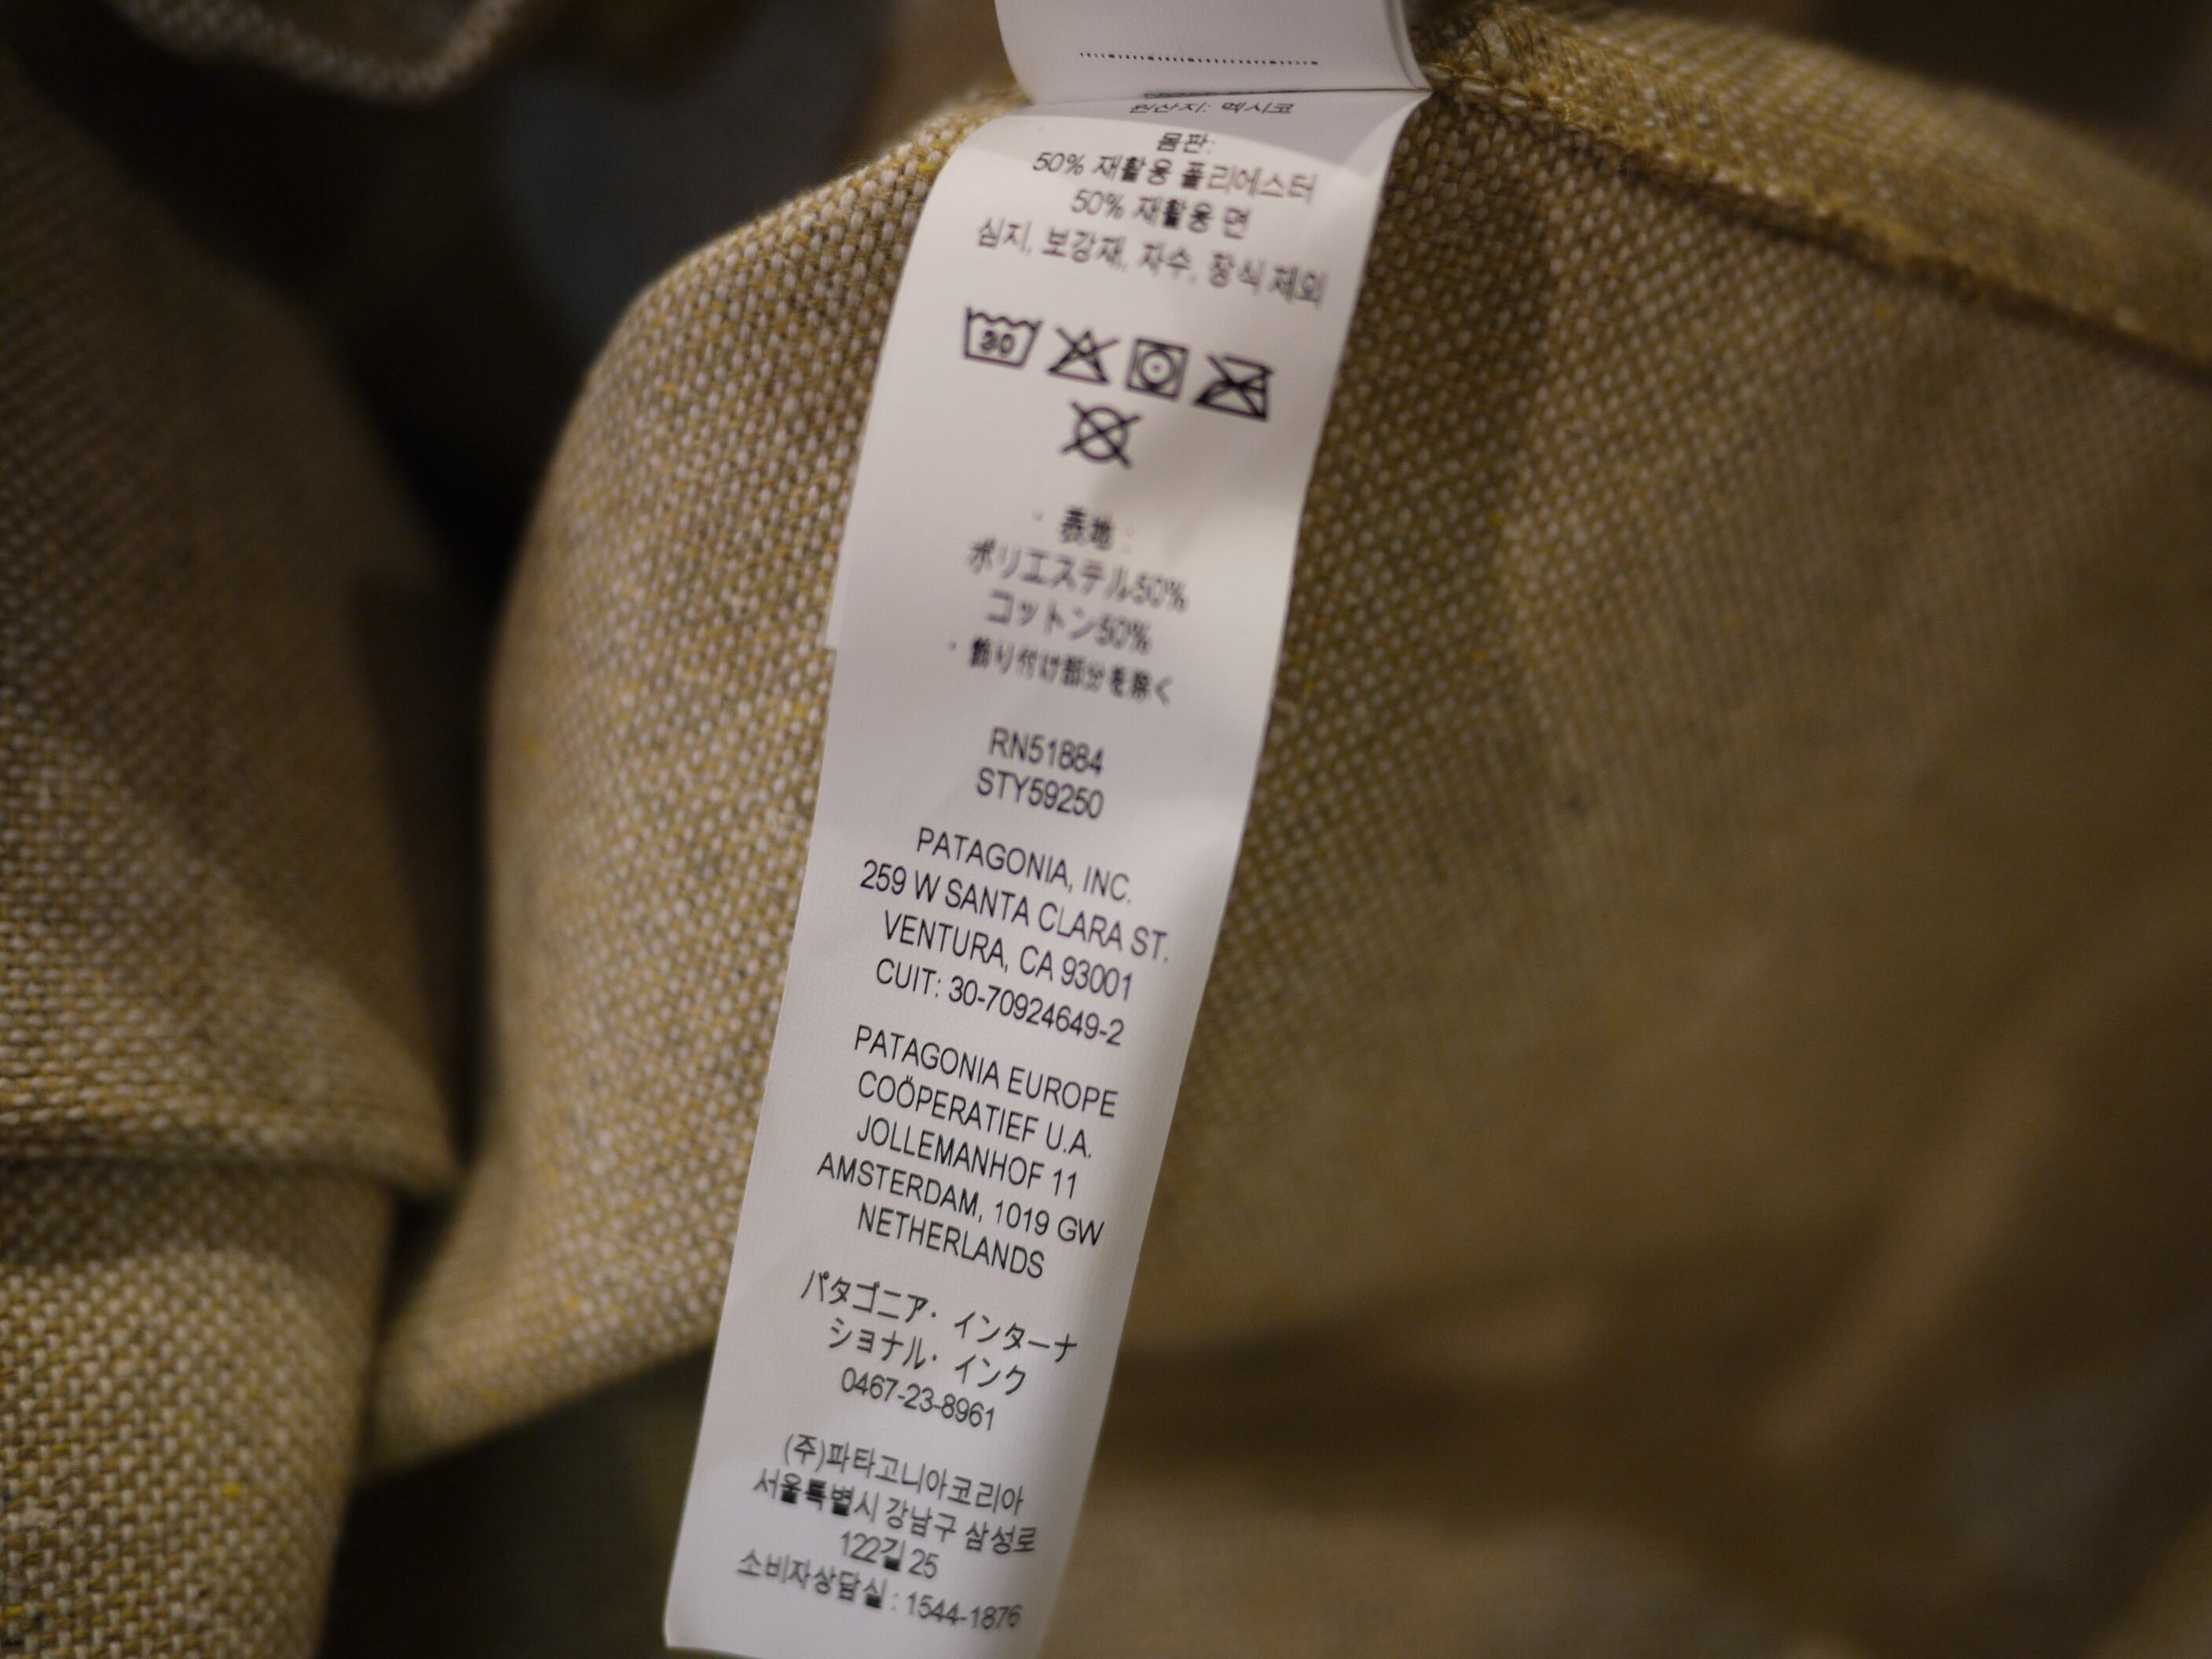 원산지: 멕시코
몸판:
50% 재활용 폴리에스터
50% 재활용 면
심지, 보강재, 자수, 장식 제외
30
· 表地 :
ポリエステル50%
コットン50%
· 飾り付け部分を除く
RN51884
STY59250
PATAGONIA, INC.
259 W SANTA CLARA ST.
VENTURA, CA 93001
CUIT: 30-70924649-2
PATAGONIA EUROPE
COÖPERATIEF U.A.
JOLLEMANHOF 11
AMSTERDAM, 1019 GW
NETHERLANDS
パタゴニア・インターナ
ショナル・インク
0467-23-8961
(주)파타고니아코리아
서울특별시 강남구 삼성로
122길 25
소비자상담실 : 1544-1876